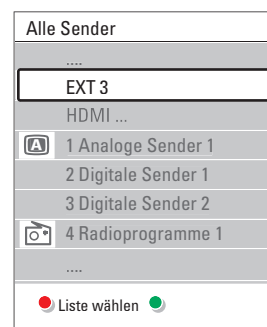 Alle Sender
....
EXT 3
HDMI ...
A 1 Analoge Sender 1
2 Digitale Sender 1
3 Digitale Sender 2
4 Radioprogramme 1
....
Liste wählen